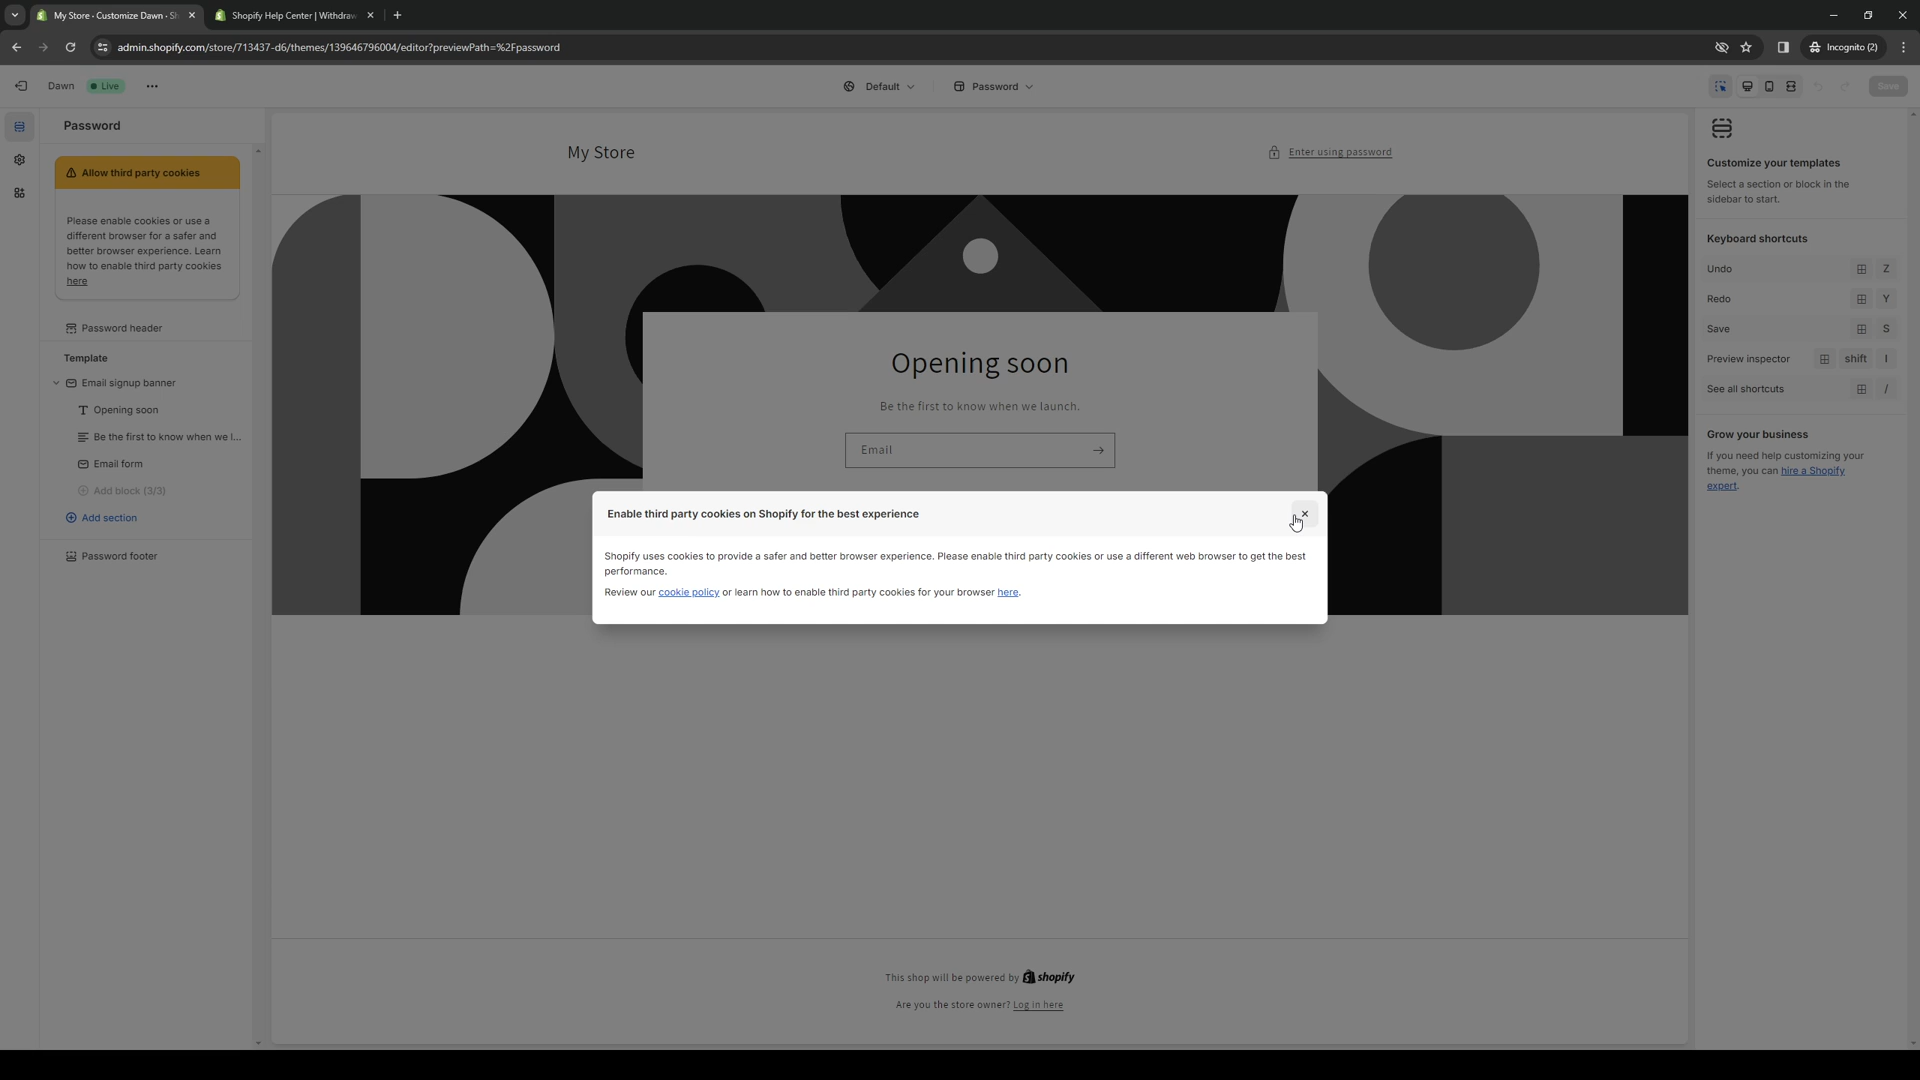 My Store · Customize Dawn · Sh
Shopify Help Center | Withdraw
admin.shopify.com/store/713437-d6/themes/139646796004/editor?previewPath=%2Fpassword
Incognito (2)
Dawn
Live
Default
Password
Save
Password
Allow third party cookies
Please enable cookies or use a
different browser for a safer and
better browser experience. Learn
how to enable third party cookies
here
Password header
Template
Email signup banner
Opening soon
Be the first to know when we l...
Email form
Add block (3/3)
Add section
Password footer
My Store
Enter using password
Opening soon
Be the first to know when we launch.
Email
Enable third party cookies on Shopify for the best experience
Shopify uses cookies to provide a safer and better browser experience. Please enable third party cookies or use a different web browser to get the best
performance.
Review our cookie policy or learn how to enable third party cookies for your browser here.
This shop will be powered by shopify
Are you the store owner? Log in here
Customize your templates
Select a section or block in the
sidebar to start.
Keyboard shortcuts
Undo Z
Redo Y
Save S
Preview inspector shift I
See all shortcuts /
Grow your business
If you need help customizing your
theme, you can hire a Shopify
expert.